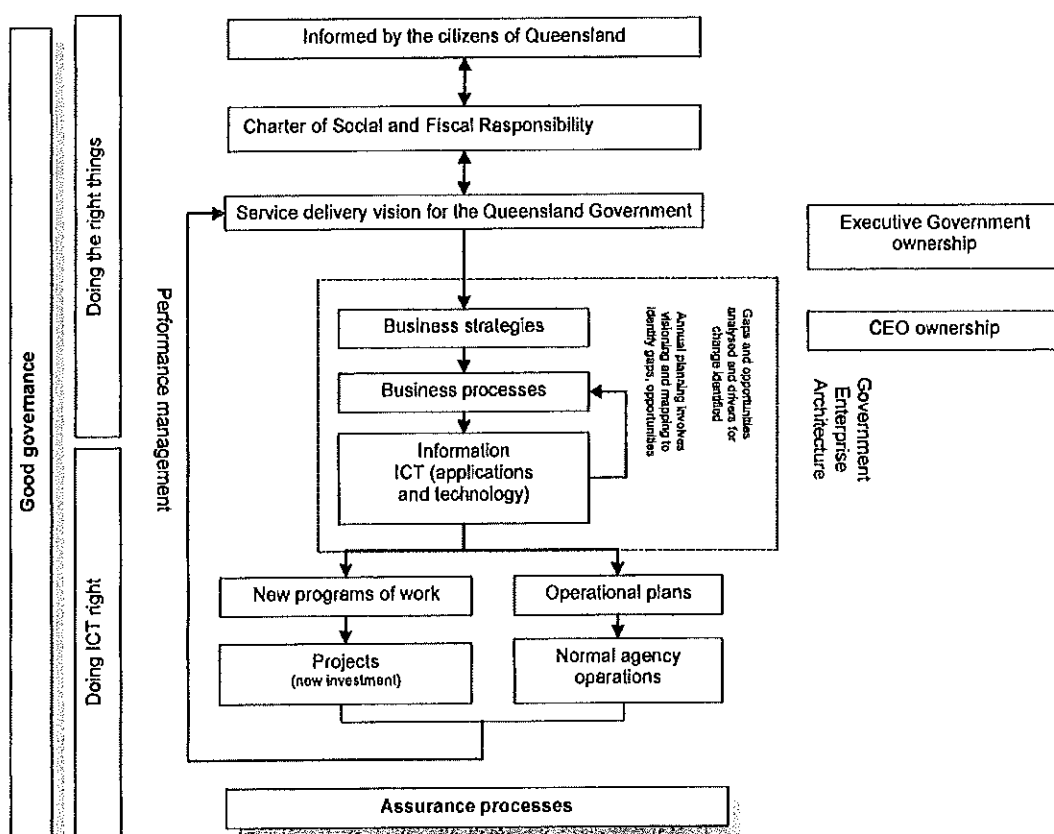 Informed by the citizens of Queensland
Charter of Social and Fiscal Responsibility
Service delivery vision for the Queensland Government
Executive Government
ownership
CEO ownership
Good governance
Doing the right things
Doing ICT right
Performance management
Business strategies
Business processes
Information
ICT (applications
and technology)
Gaps and opportunities
analysed and drivers for
change identified
Annual planning involves
visioning and mapping to
identify gaps, opportunities
Government
Enterprise
Architecture
New programs of work
Operational plans
Projects
(now investment)
Normal agency
oparations
Assurance processes